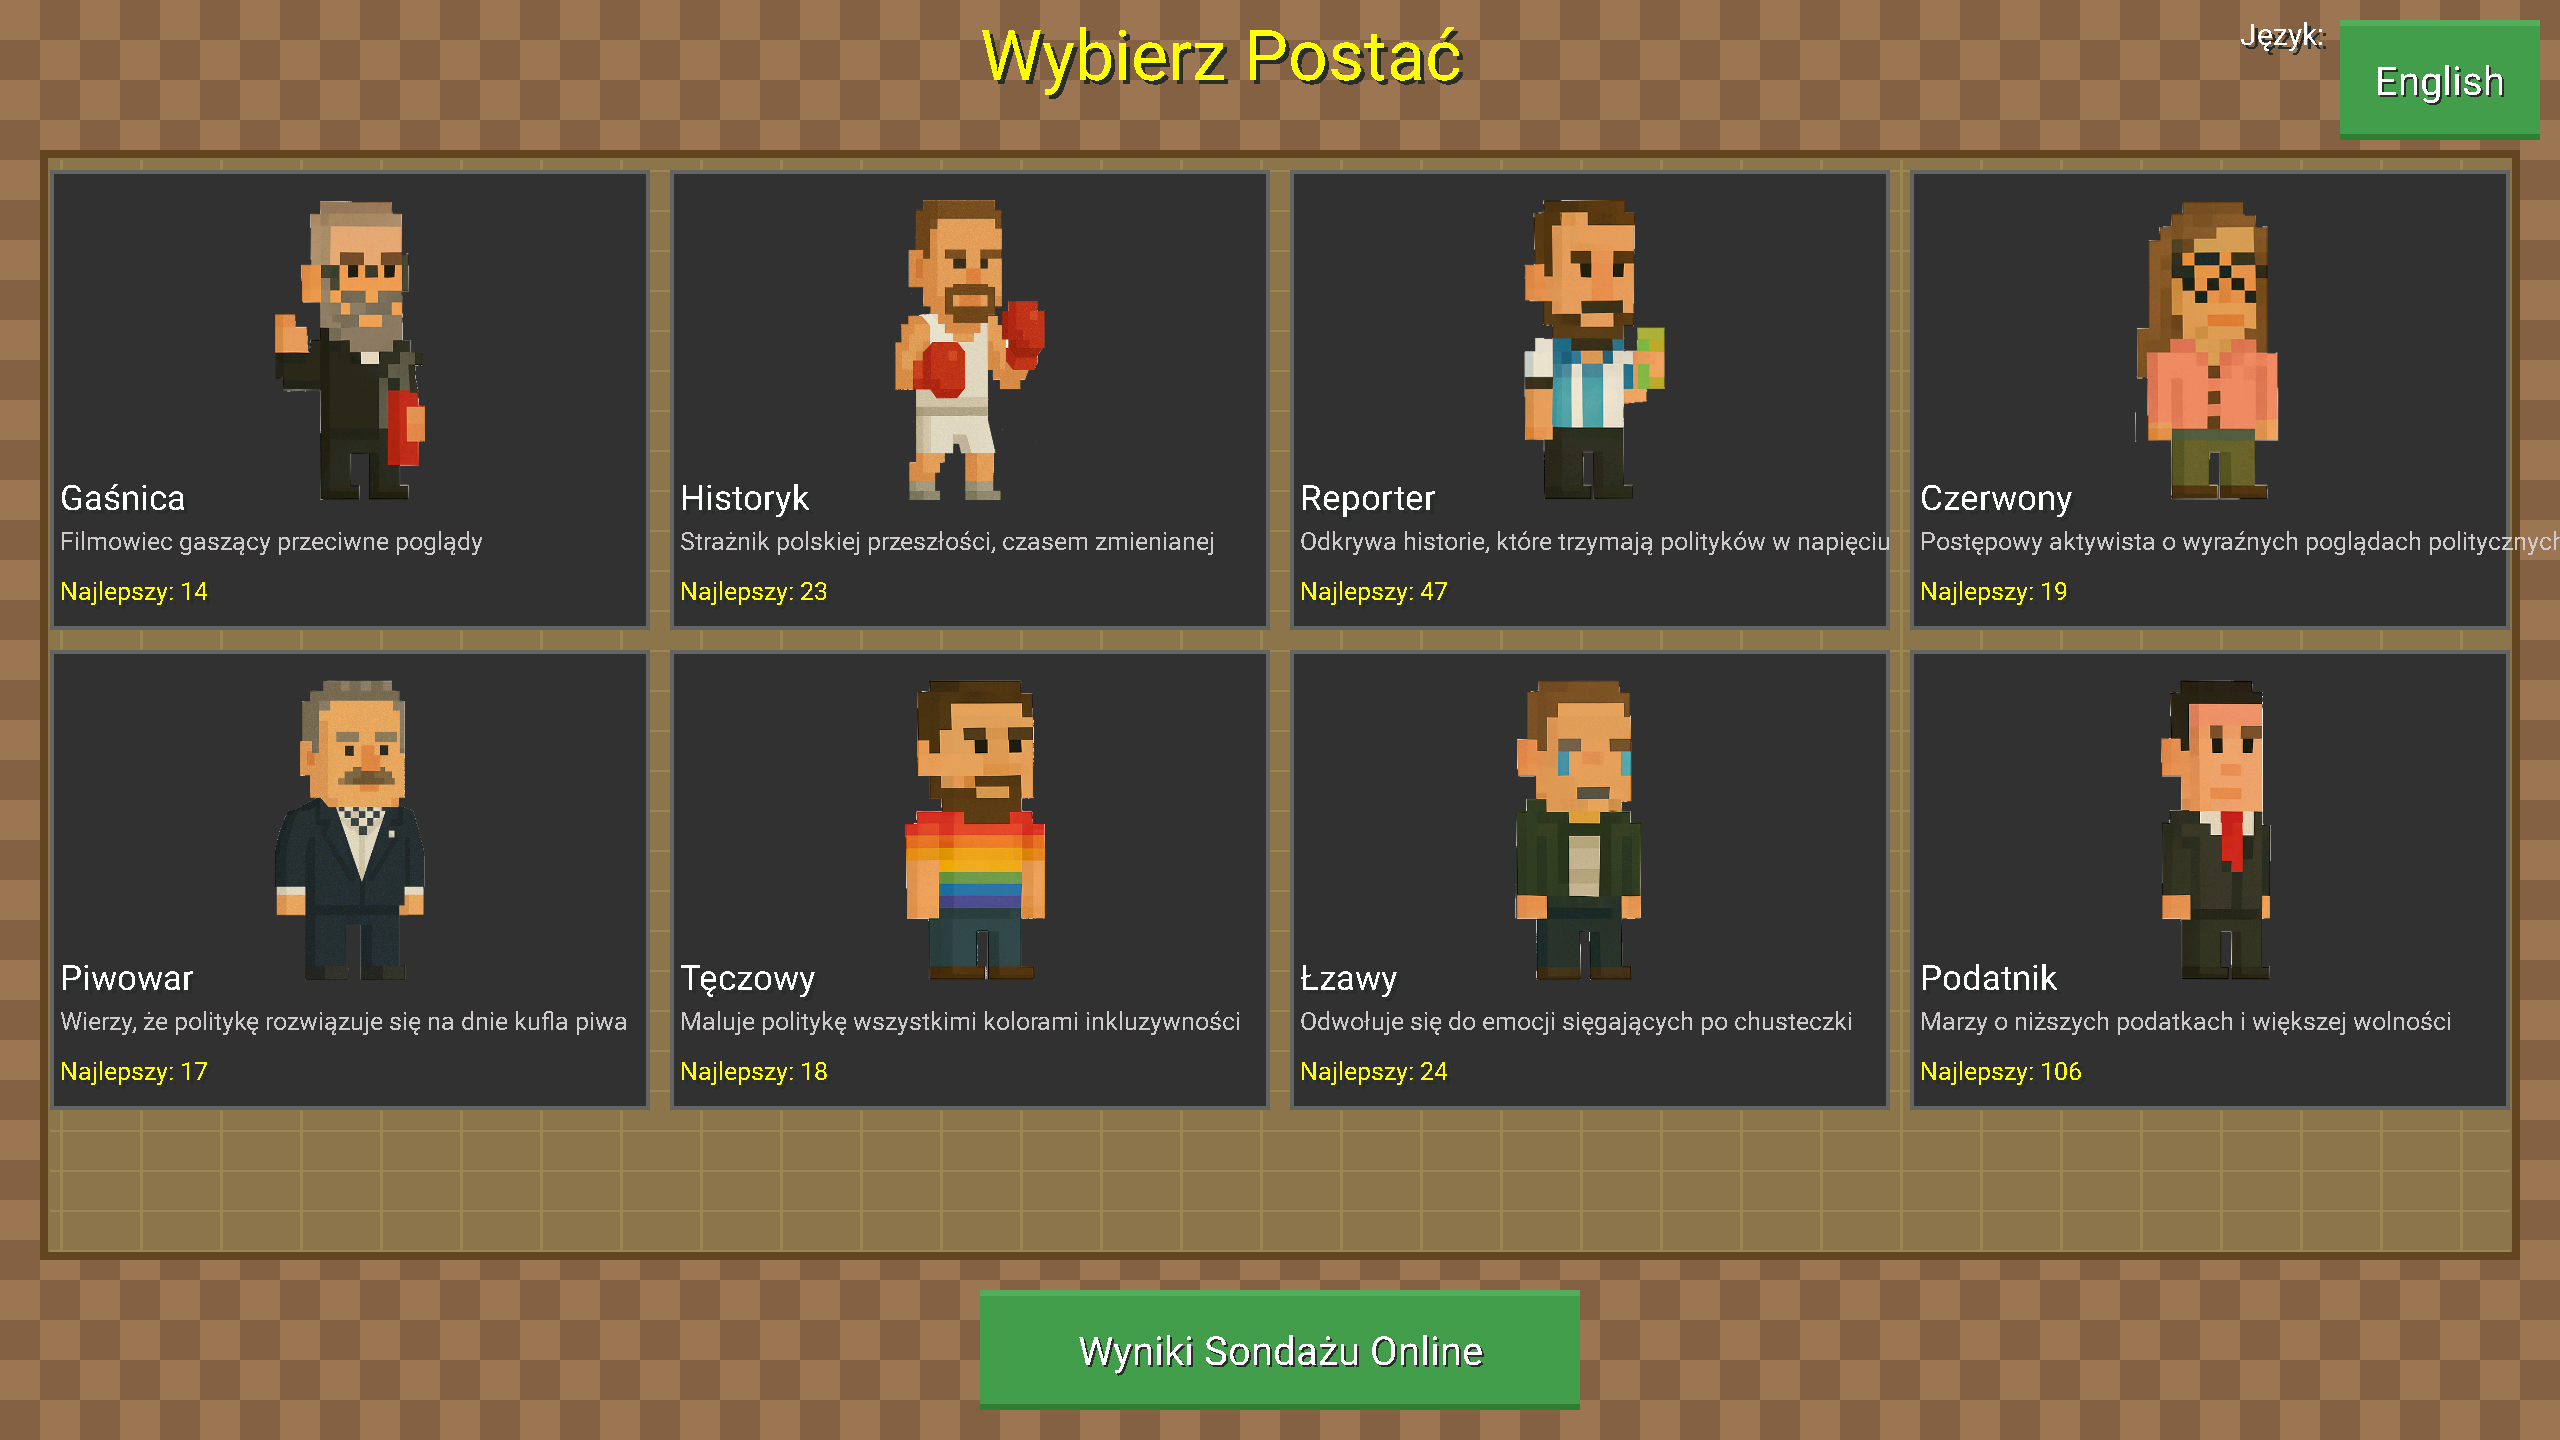 Wybierz Postać
Język:
English
Gaśnica
Filmowiec gaszący przeciwne poglądy
Najlepszy: 14
Historyk
Strażnik polskiej przeszłości, czasem zmienianej
Najlepszy: 23
Reporter
Odkrywa historie, które trzymają polityków w napięciu
Najlepszy: 47
Czerwony
Postępowy aktywista o wyraźnych poglądach politycznych
Najlepszy: 19
Piwowar
Wierzy, że politykę rozwiązuje się na dnie kufla piwa
Najlepszy: 17
Tęczowy
Maluje politykę wszystkimi kolorami inkluzywności
Najlepszy: 18
Łzawy
Odwołuje się do emocji sięgających po chusteczki
Najlepszy: 24
Podatnik
Marzy o niższych podatkach i większej wolności
Najlepszy: 106
Wyniki Sondażu Online